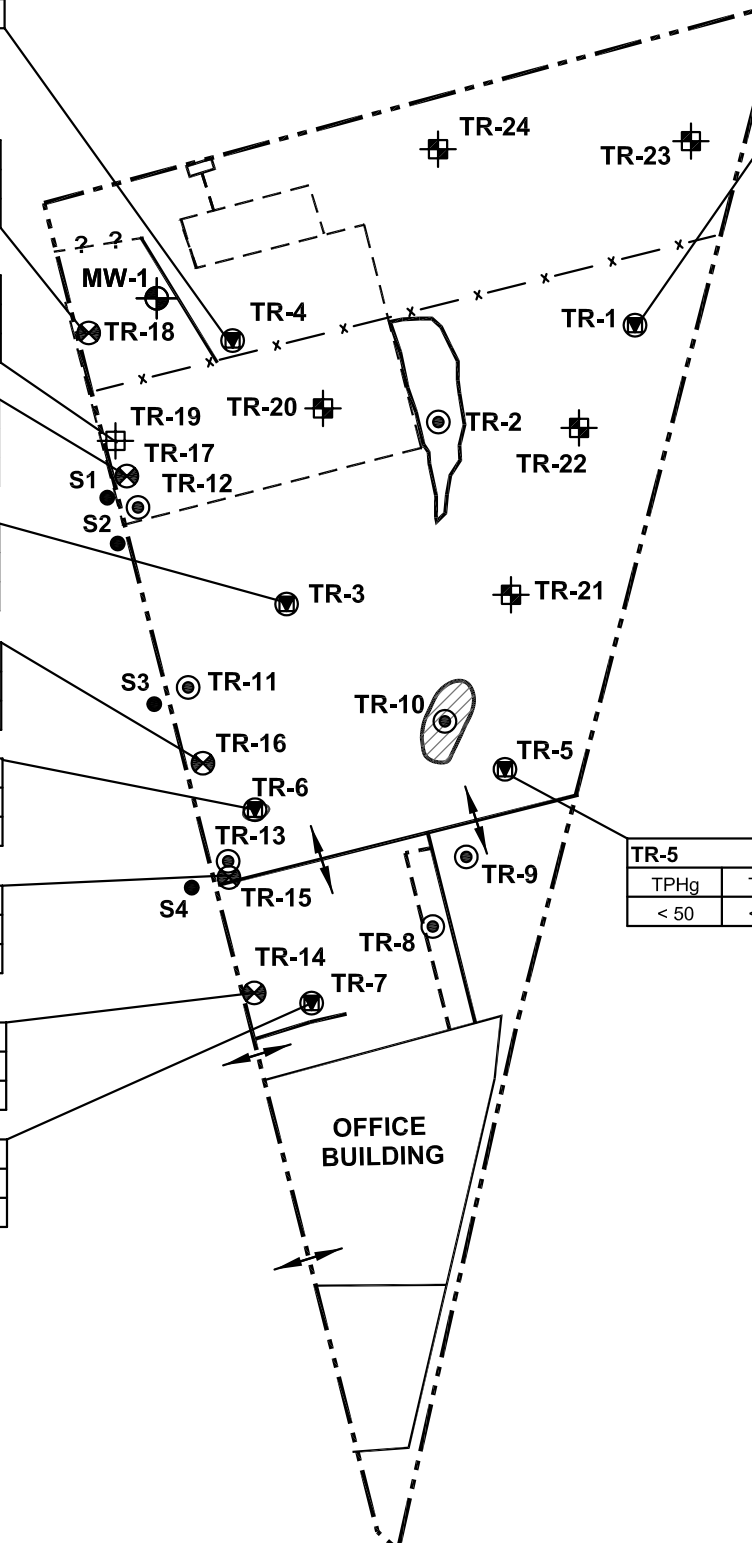 TR-24
TR-23
? ?
MW-1
TR-18
TR-4
TR-1
TR-20
TR-2
TR-19
TR-22
TR-17
S1
TR-12
S2
TR-3
TR-21
TR-11
S3
TR-10
TR-16
TR-5
TR-6
TR-13
TR-5
TR-9
TPHg T
< 50 <
TR-15
S4
TR-8
TR-14
TR-7
OFFICE
BUILDING